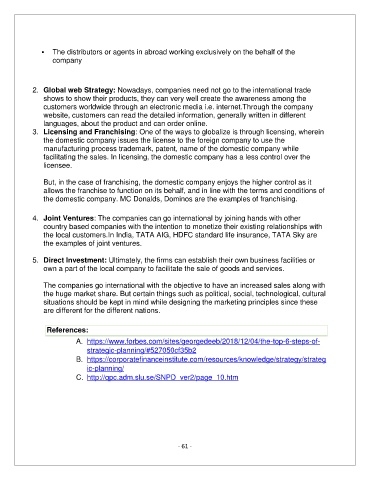 • The distributors or agents in abroad working exclusively on the behalf of the
company
2. Global web Strategy: Nowadays, companies need not go to the international trade
shows to show their products, they can very well create the awareness among the
customers worldwide through an electronic media i.e. internet.Through the company
website, customers can read the detailed information, generally written in different
languages, about the product and can order online.
3. Licensing and Franchising: One of the ways to globalize is through licensing, wherein
the domestic company issues the license to the foreign company to use the
manufacturing process trademark, patent, name of the domestic company while
facilitating the sales. In licensing, the domestic company has a less control over the
licensee.
But, in the case of franchising, the domestic company enjoys the higher control as it
allows the franchise to function on its behalf, and in line with the terms and conditions of
the domestic company. MC Donalds, Dominos are the examples of franchising.
4. Joint Ventures: The companies can go international by joining hands with other
country based companies with the intention to monetize their existing relationships with
the local customers.In India, TATA AIG, HDFC standard life insurance, TATA Sky are
the examples of joint ventures.
5. Direct Investment: Ultimately, the firms can establish their own business facilities or
own a part of the local company to facilitate the sale of goods and services.
The companies go international with the objective to have an increased sales along with
the huge market share. But certain things such as political, social, technological, cultural
situations should be kept in mind while designing the marketing principles since these
are different for the different nations.
References:
A. https://www.forbes.com/sites/georgedeeb/2018/12/04/the-top-6-steps-of-
strategic-planning/#527050cf35b2
B. https://corporatefinanceinstitute.com/resources/knowledge/strategy/strateg
ic-planning/
C. http://qpc.adm.slu.se/SNPD_ver2/page_10.htm
- 61 -